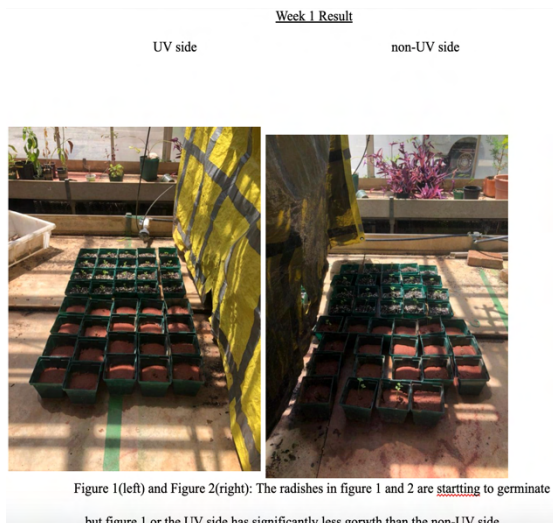 Week 1 Result
UV side non-UV side
Figure 1(left) and Figure 2(right): The radishes in figure 1 and 2 are startting to germinate
but figure 1 or the UV side has significantly less gorwth than the non-UV side